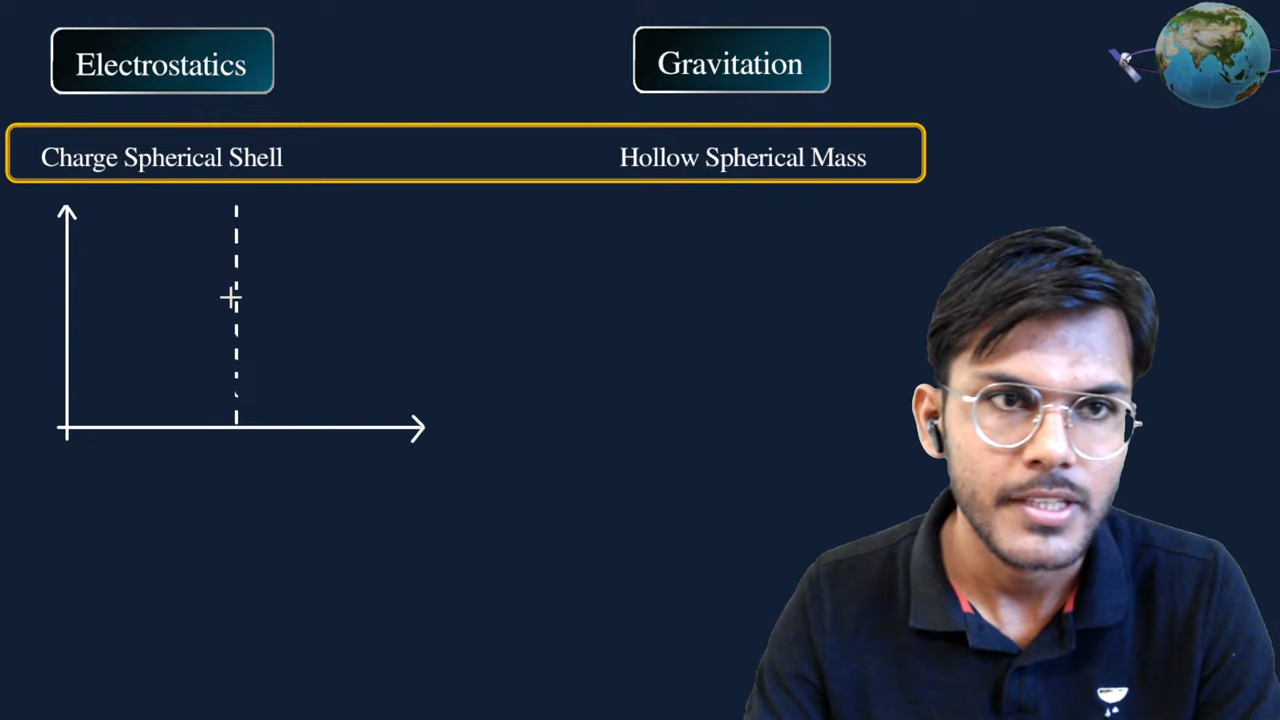 Electrostatics
Gravitation
Charge Spherical Shell
Hollow Spherical Mass